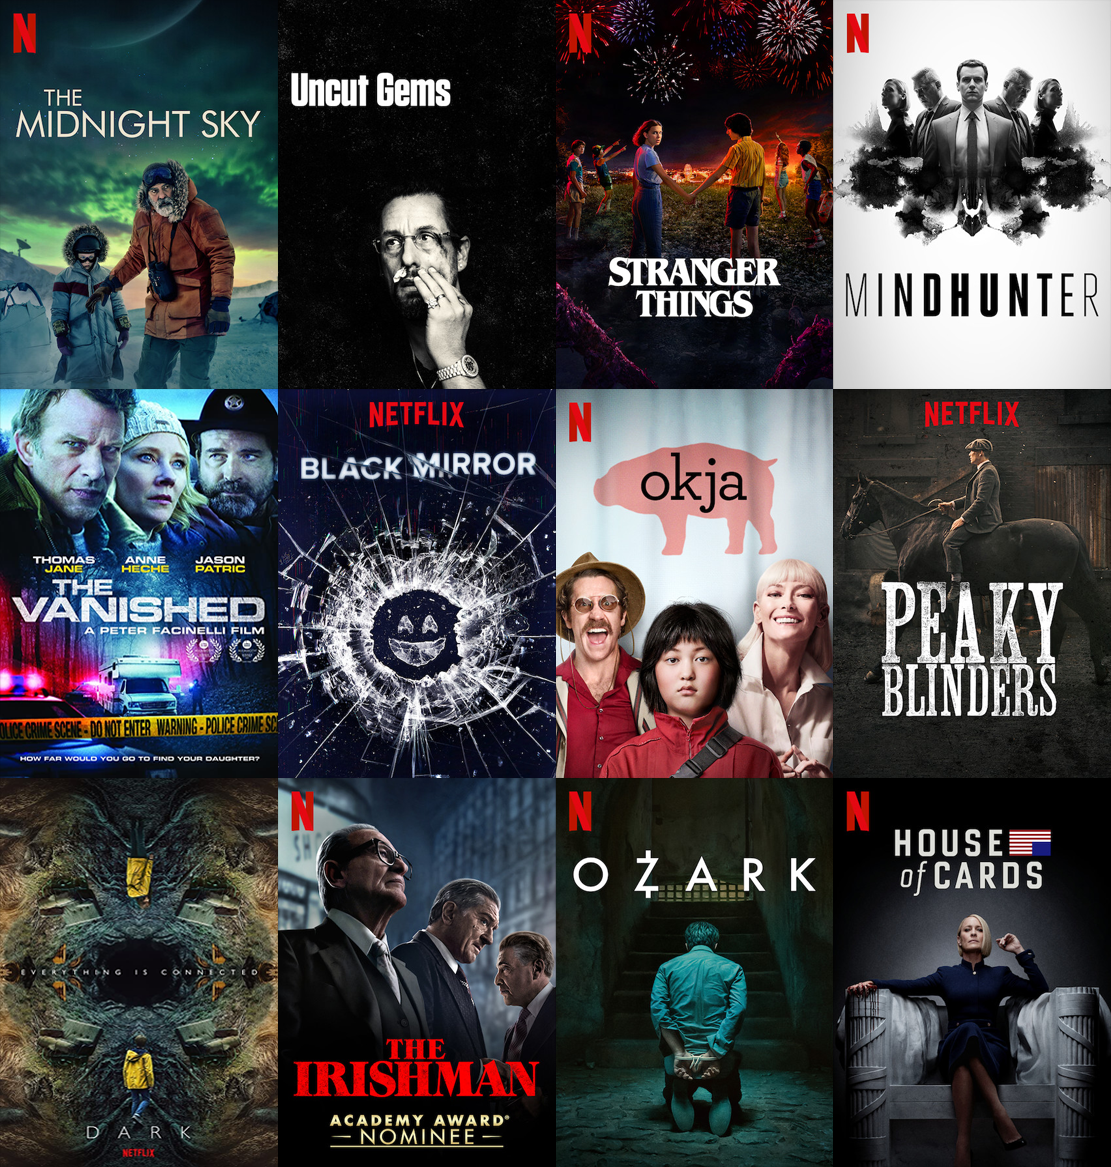 N
THE
MIDNIGHT SKY
Uncut Gems
N
STRANGER
THINGS
N
MINDHUNTER
THOMAS JANE
ANNE HECHE
JASON PATRIC
THE
VANISHED
A PETER FACINELLI FILM
POLICE CRIME SCENE - DO NOT ENTER WARNING - POLICE CRIME SC
HOW FAR WOULD YOU GO TO FIND YOUR DAUGHTER?
NETFLIX
BLACK MIRROR
N
okja
NETFLIX
PEAKY
BLINDERS
EVERYTHING IS CONNECTED
DARK
NETFLIX
N
SHO
THE
IRISHMAN
ACADEMY AWARD®
NOMINEE
N
OZARK
N
HOUSE
of CARDS